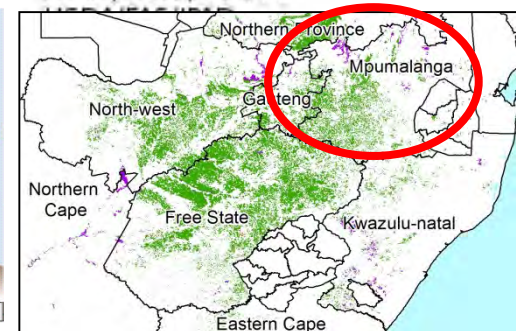 Northern Province
Mpumalanga
Gauteng
North-west
Northern
Cape
Free State
Kwazulu-natal
Eastern Cape